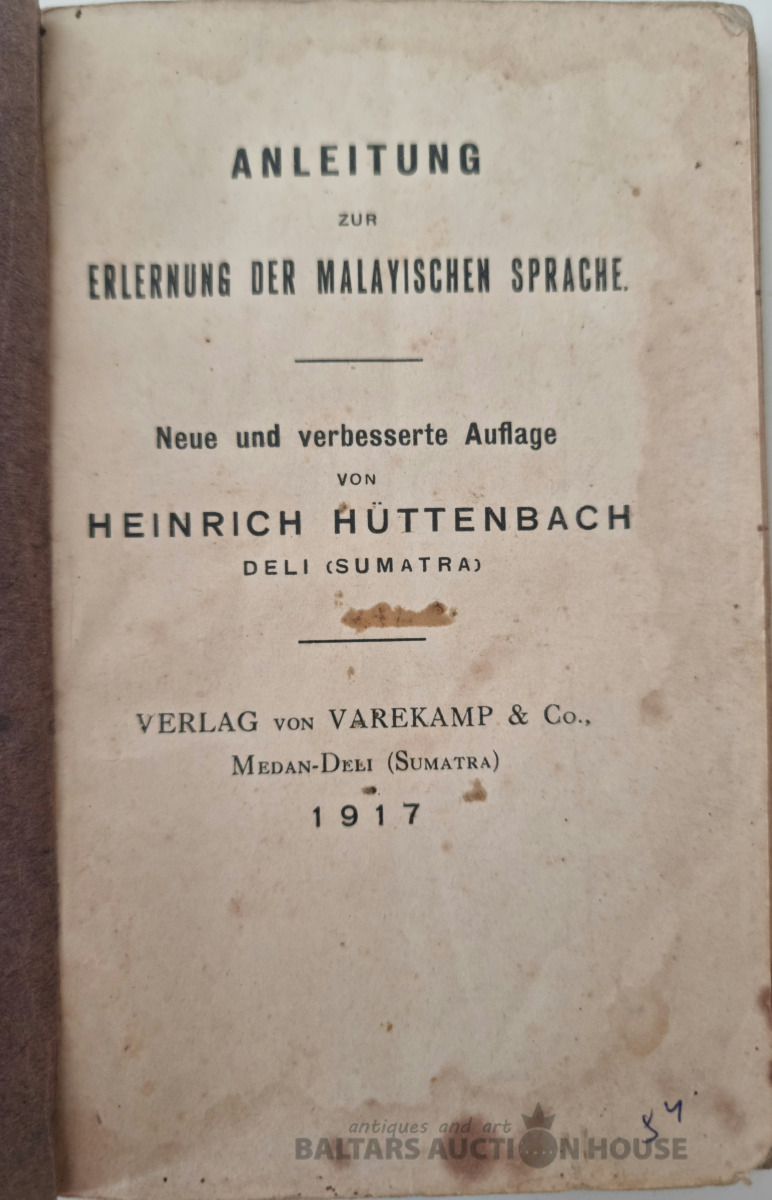 ANLEITUNG
ZUR
ERLERNUNG DER MALAYISCHEN SPRACHE.
Neue und verbesserte Auflage
VON
HEINRICH HÜTTENBACH
DELI (SUMATRA)
VERLAG VON VAREKAMP & Co.,
MEDAN-DELI (SUMATRA)
1917
antiques and art
BALTARS AUCTION HOUSE